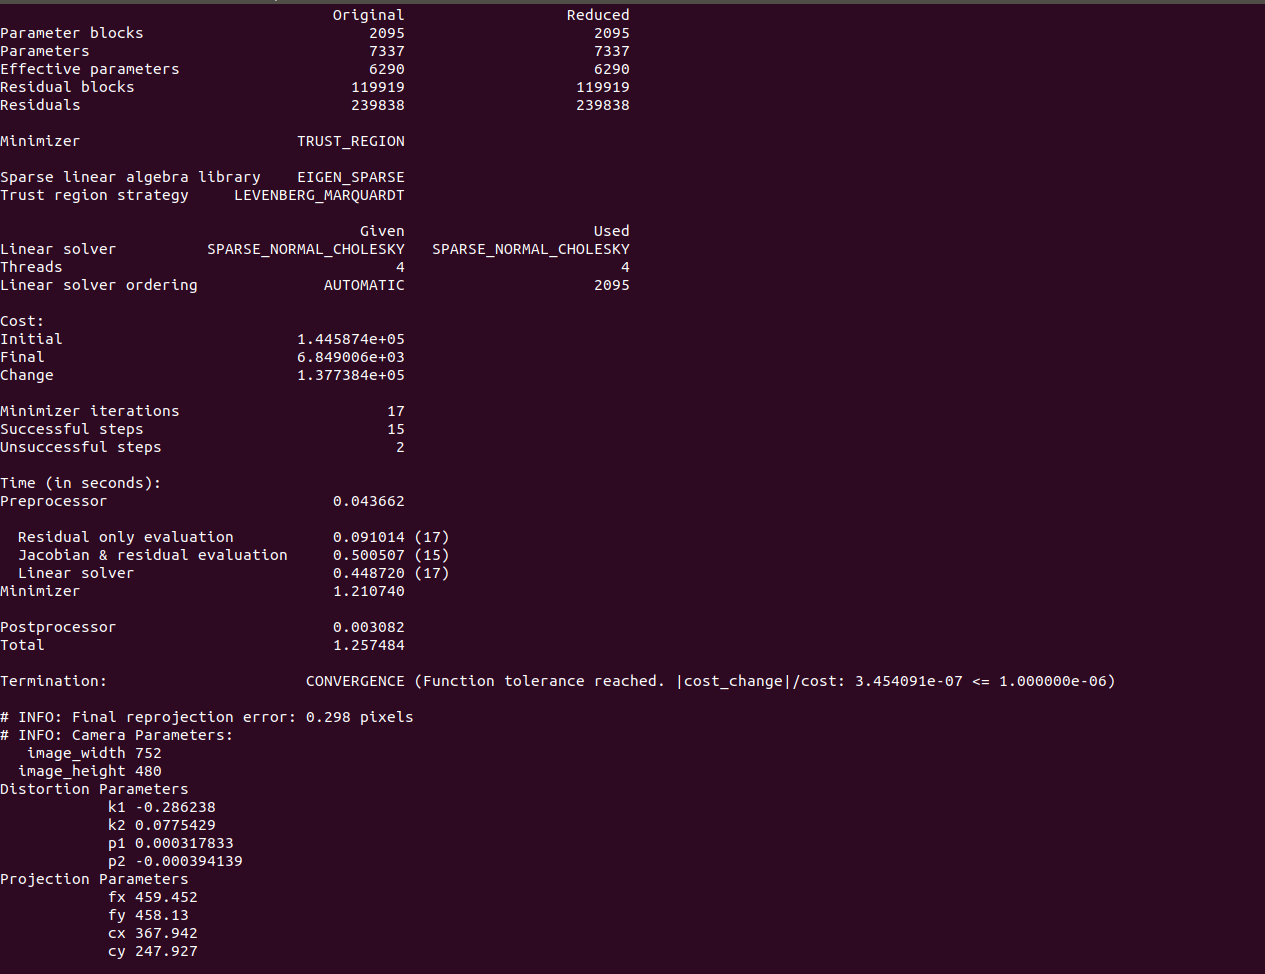 Original Reduced
Parameter blocks 2095 2095
Parameters 7337 7337
Effective parameters 6290 6290
Residual blocks 119919 119919
Residuals 239838 239838
Minimizer TRUST_REGION
Sparse linear algebra library EIGEN_SPARSE
Trust region strategy LEVENBERG_MARQUARDT
Given Used
Linear solver SPARSE_NORMAL_CHOLESKY SPARSE_NORMAL_CHOLESKY
Threads 4 4
Linear solver ordering AUTOMATIC 2095
Cost:
Initial 1.445874e+05
Final 6.849006e+03
Change 1.377384e+05
Minimizer iterations 17
Successful steps 15
Unsuccessful steps 2
Time (in seconds):
Preprocessor 0.043662
Residual only evaluation 0.091014 (17)
Jacobian & residual evaluation 0.500507 (15)
Linear solver 0.448720 (17)
Minimizer 1.210740
Postprocessor 0.003082
Total 1.257484
Termination: CONVERGENCE (Function tolerance reached. |cost_change|/cost: 3.454091e-07 <= 1.000000e-06)
# INFO: Final reprojection error: 0.298 pixels
# INFO: Camera Parameters:
image_width 752
image_height 480
Distortion Parameters
k1 -0.286238
k2 0.0775429
p1 0.000317833
p2 -0.000394139
Projection Parameters
fx 459.452
fy 458.13
cx 367.942
cy 247.927